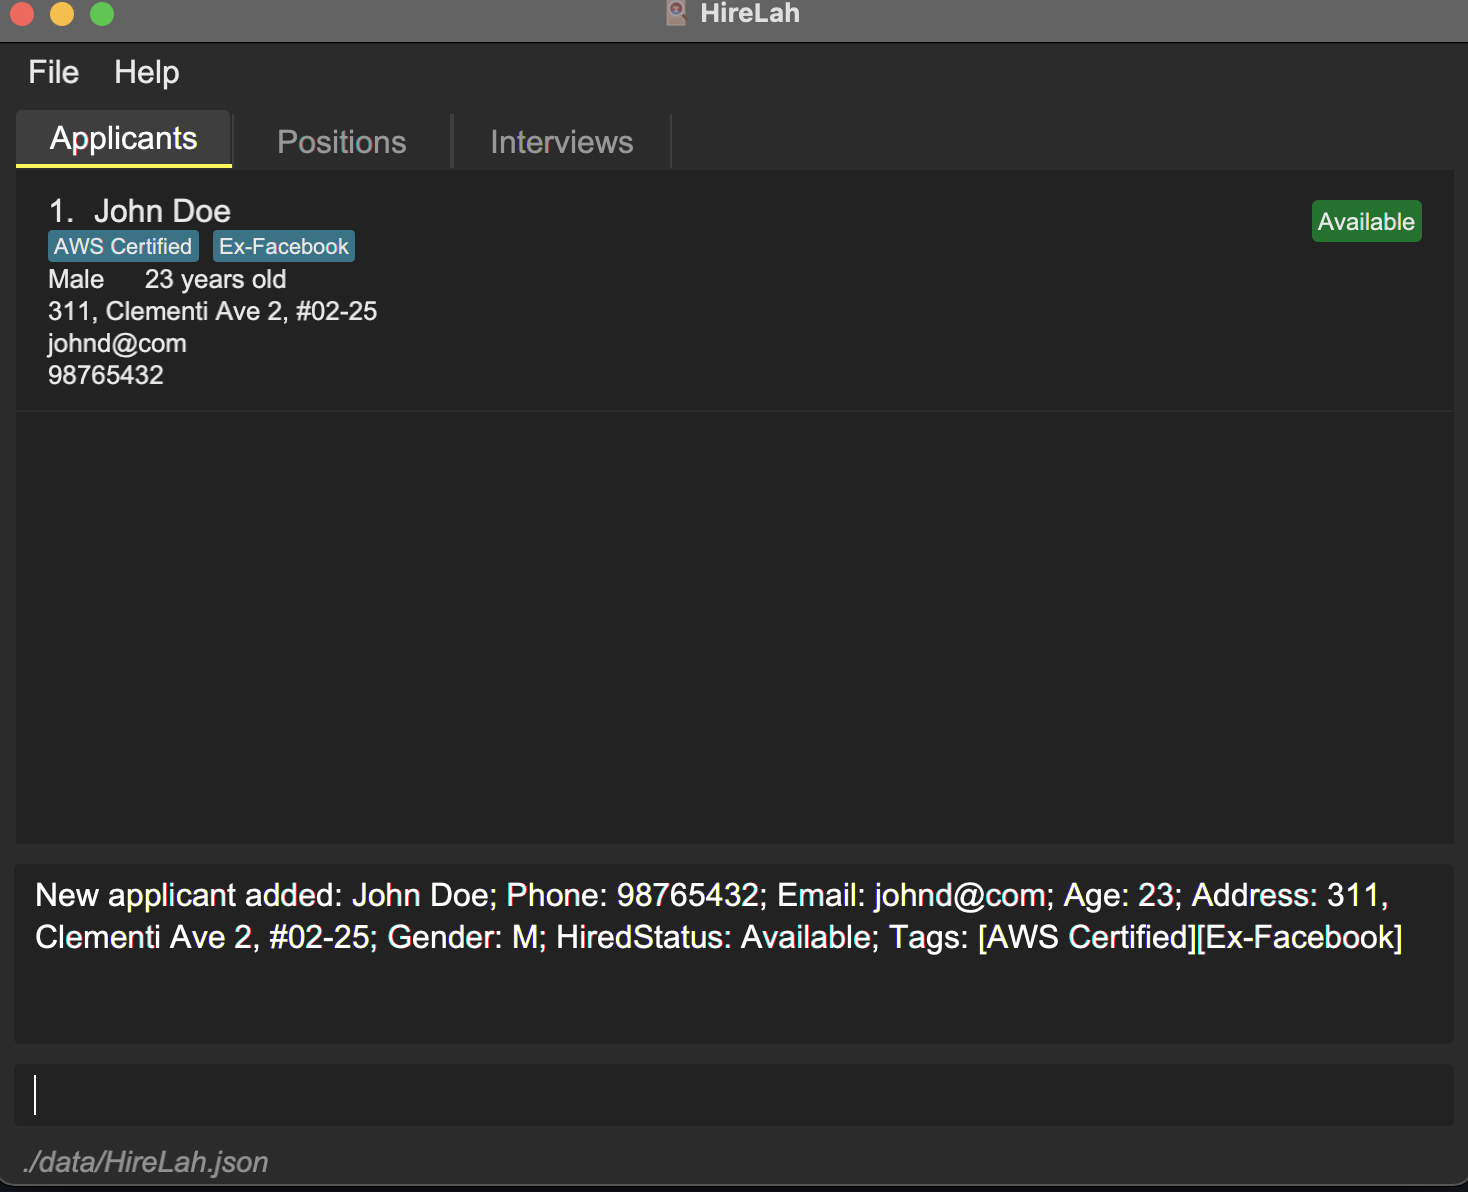 HireLah
File Help
Applicants Positions Interviews
1. John Doe
Available
AWS Certified Ex-Facebook
Male 23 years old
311, Clementi Ave 2, #02-25
johnd@com
98765432
New applicant added: John Doe; Phone: 98765432; Email: johnd@com; Age: 23; Address: 311,
Clementi Ave 2, #02-25; Gender: M; HiredStatus: Available; Tags: [AWS Certified][Ex-Facebook]
./data/HireLah.json